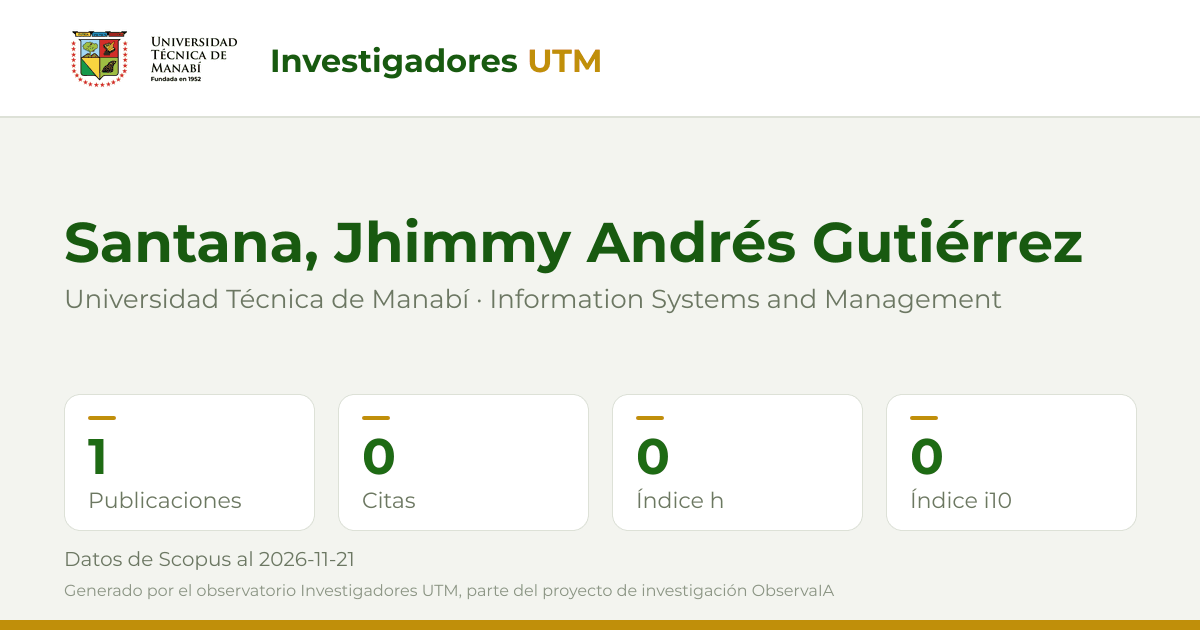 UNIVERSIDAD
TÉCNICA DE
MANABÍ
Fundada en 1952
Investigadores UTM
Santana, Jhimmy Andrés Gutiérrez
Universidad Técnica de Manabí · Information Systems and Management
1
Publicaciones
0
Citas
0
Índice h
0
Índice i10
Datos de Scopus al 2026-11-21
Generado por el observatorio Investigadores UTM, parte del proyecto de investigación ObservaIA